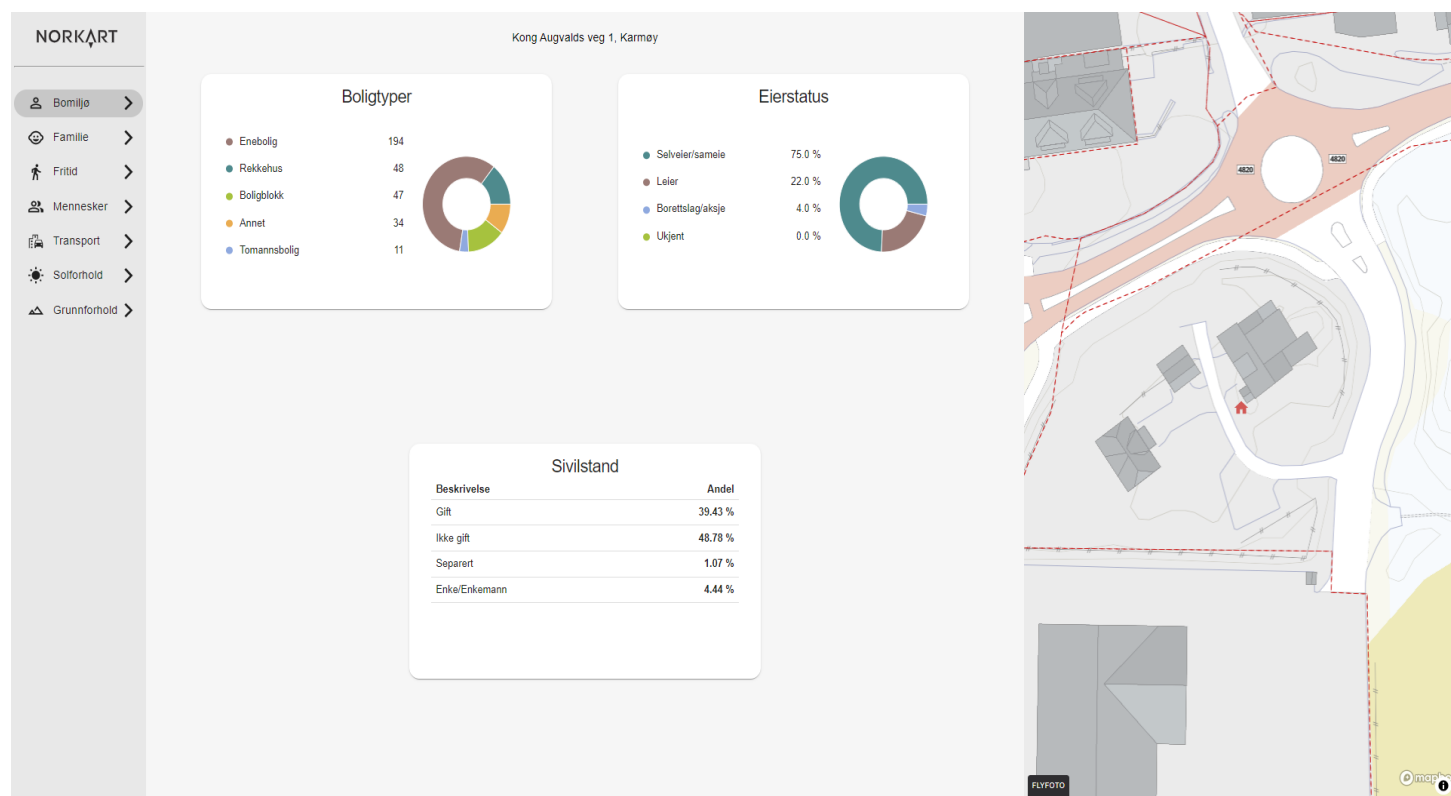 NORKART
Kong Augvalds veg 1, Karmøy
Bomiljø
Familie
Fritid
Mennesker
Transport
Solforhold
Grunnforhold
Boligtyper
Enebolig 194
Rekkehus 48
Boligblokk 47
Annet 34
Tomannsbolig 11
Eierstatus
Selveier/sameie 75.0 %
Leier 22.0 %
Borettslag/aksje 4.0 %
Ukjent 0.0 %
Sivilstand
Beskrivelse Andel
Gift 39.43 %
Ikke gift 48.78 %
Separert 1.07 %
Enke/Enkemann 4.44 %
4820
4820
FLYFOTO